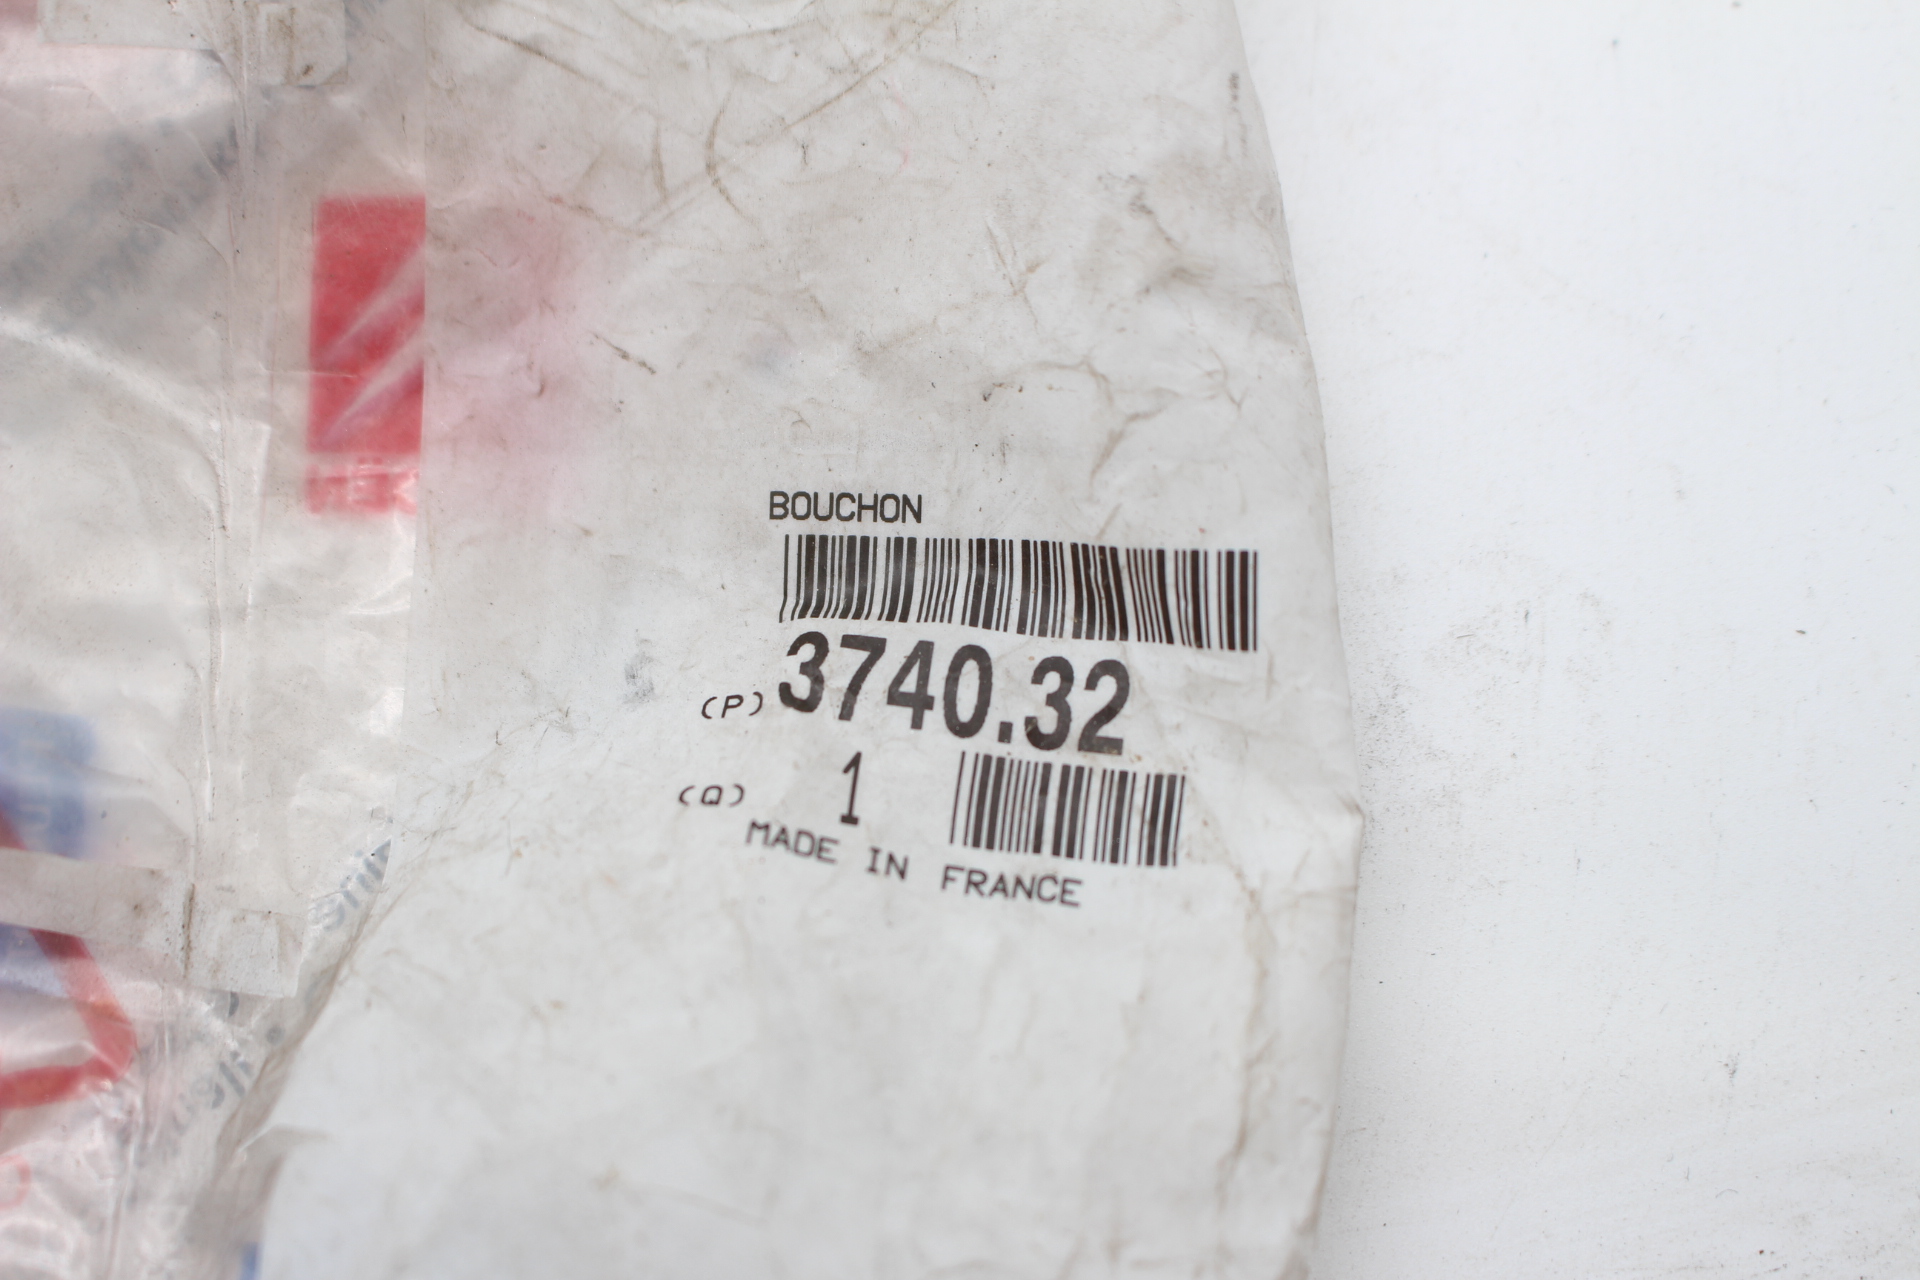 BOUCHON
(P) 3740.32
(Q) 1
MADE IN FRANCE